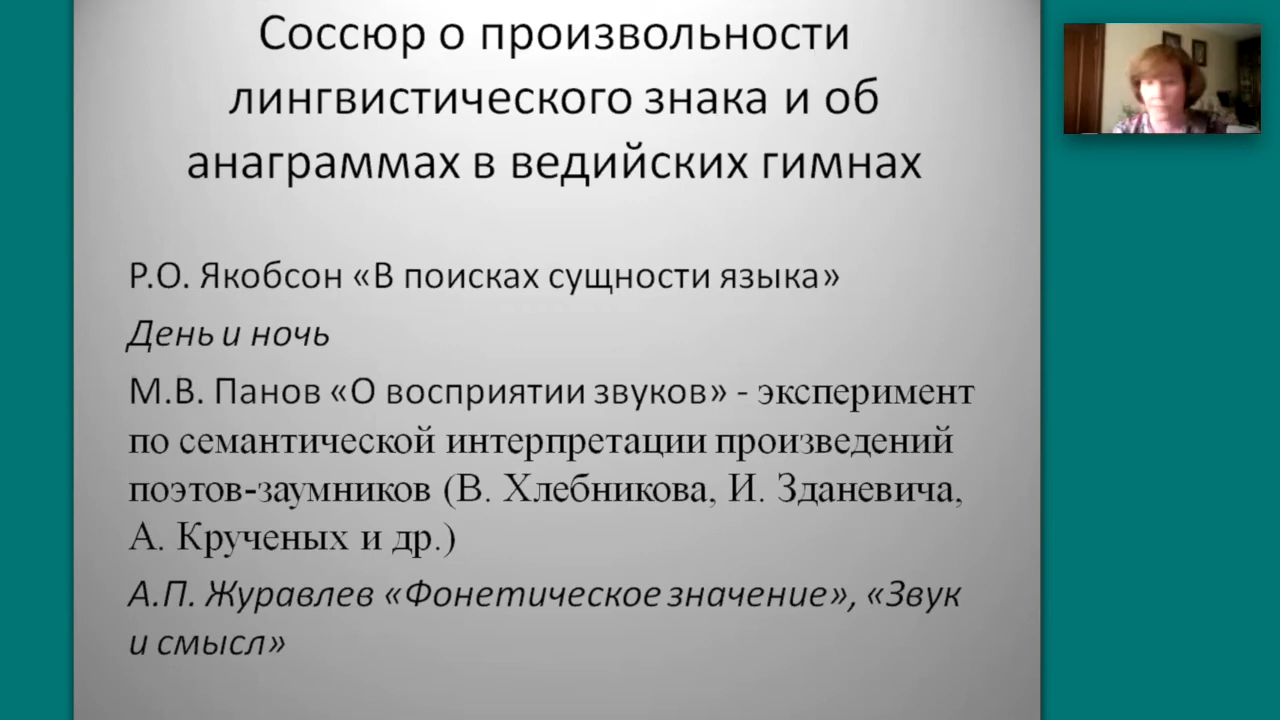 Соссюр о произвольности
лингвистического знака и об
анаграммах в ведийских гимнах
Р.О. Якобсон «В поисках сущности языка»
День и ночь
М.В. Панов «О восприятии звуков» - эксперимент
по семантической интерпретации произведений
поэтов-заумников (В. Хлебникова, И. Зданевича,
А. Крученых и др.)
А.П. Журавлев «Фонетическое значение», «Звук
и смысл»